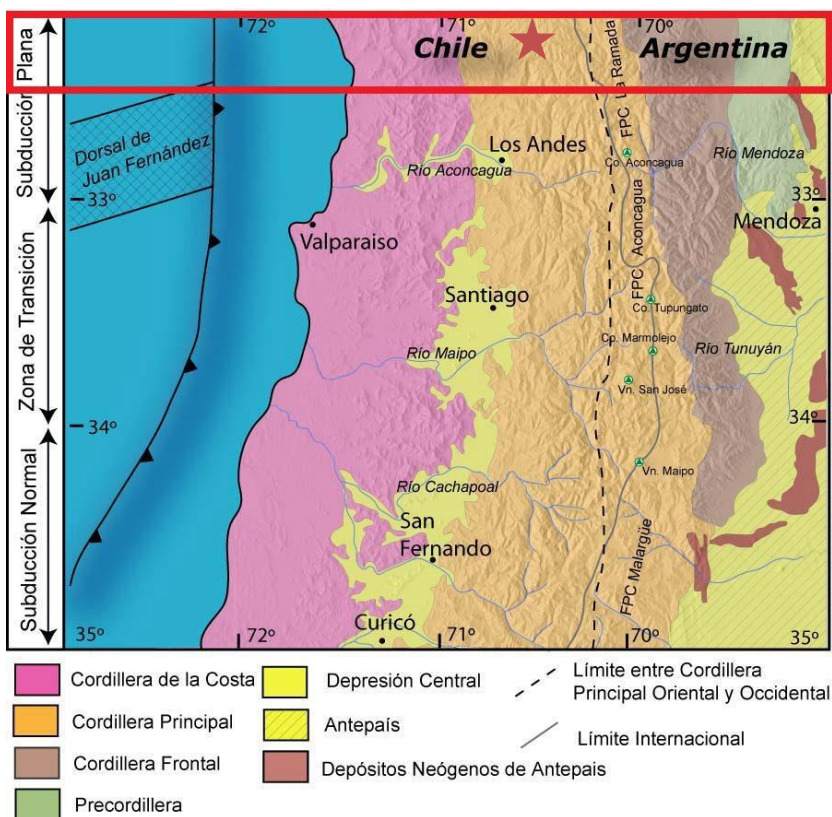 72°
71°
70°
Chile
Argentina
Subducción Plana
Zona de Transición
Subducción Normal
FPC La Ramada
Dorsal de
Juan Fernández
Los Andes
Río Aconcagua
Co. Aconcagua
Río Mendoza
33°
33°
Mendoza
Valparaiso
FPC Aconcagua
Santiago
Co. Tupungato
Río Maipo
Co. Marmolejo
Río Tunuyán
Vn. San José
34°
34°
Vn. Maipo
Río Cachapoal
San
Fernando
FPC Malargüe
Curicó
35°
72°
71°
70°
35°
Cordillera de la Costa
Cordillera Principal
Cordillera Frontal
Precordillera
Depresión Central
Antepaís
Depósitos Neógenos de Antepais
Límite entre Cordillera
Principal Oriental y Occidental
Límite Internacional